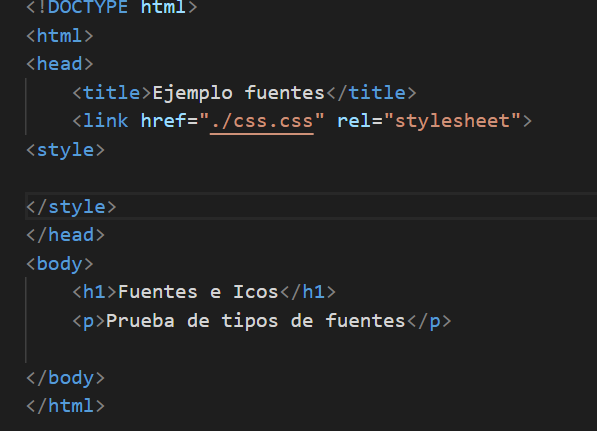 <!DOCTYPE html>
<html>
<head>
<title>Ejemplo fuentes</title>
<link href="./css.css" rel="stylesheet">
<style>
</style>
</head>
<body>
<h1>Fuentes e Icos</h1>
<p>Prueba de tipos de fuentes</p>
</body>
</html>